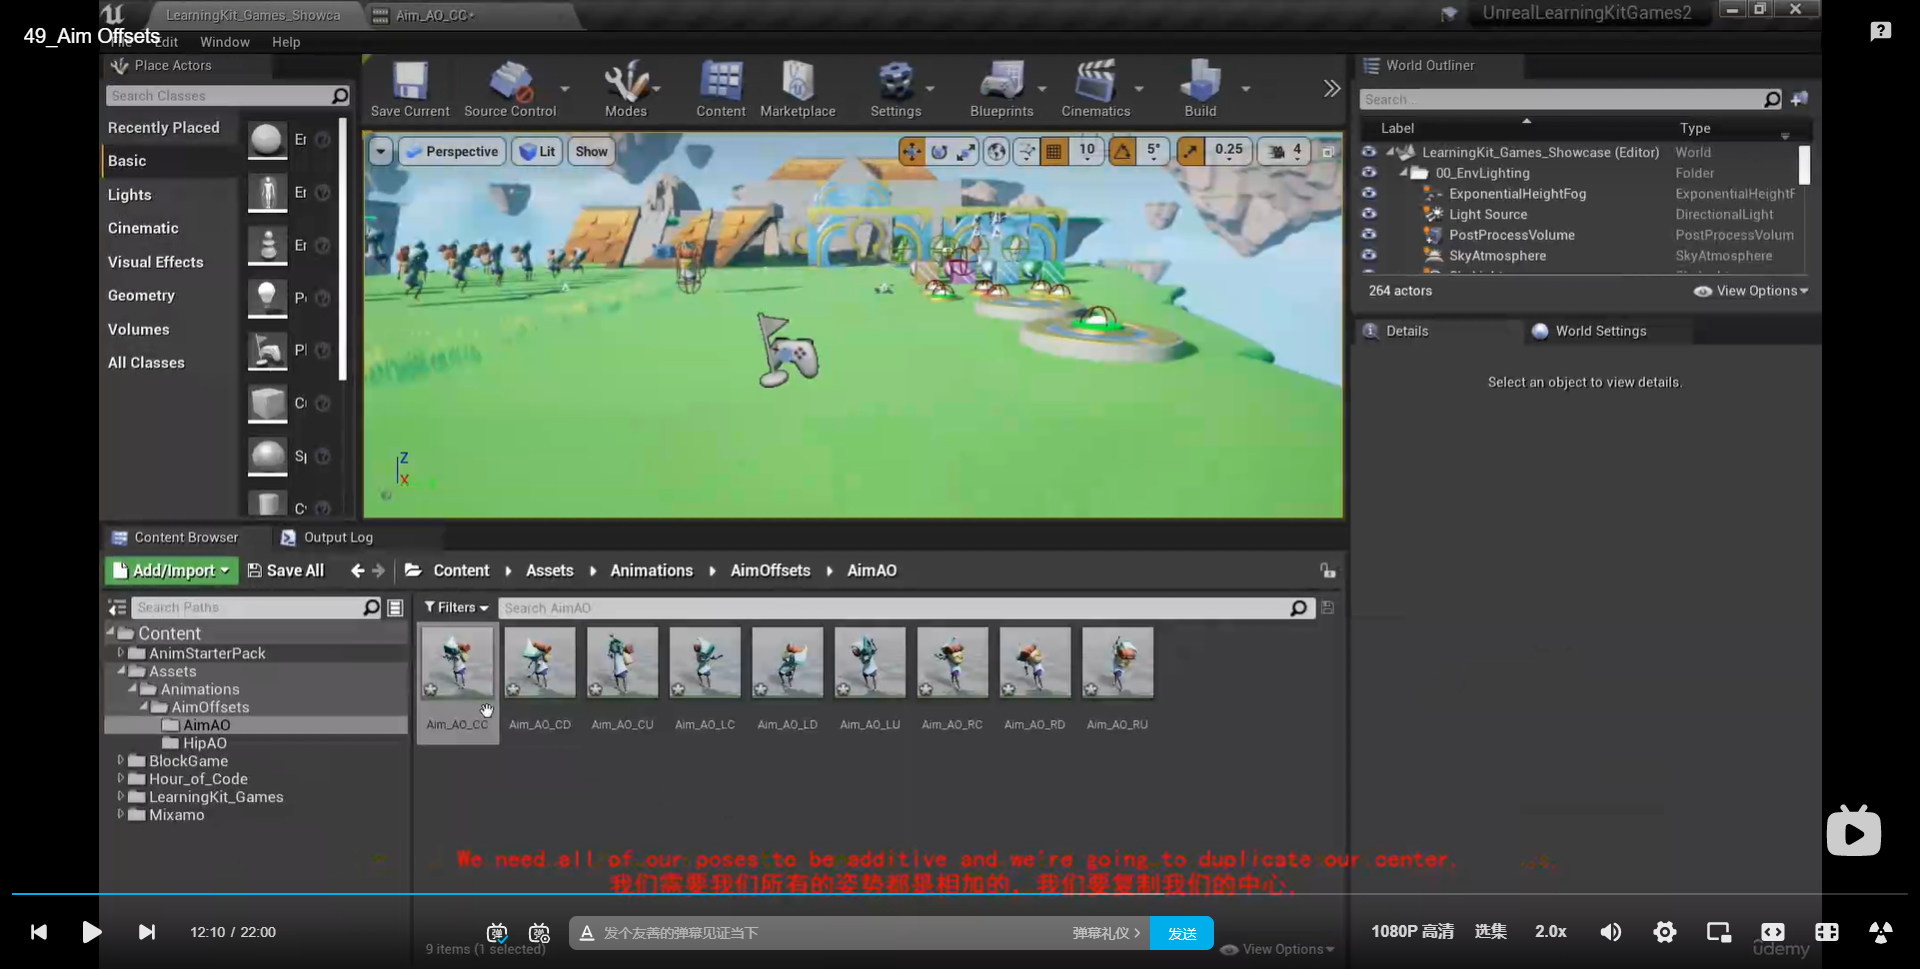 LearningKit_Games_Showca
Aim_AO_CC•
UnrealLearningKitGames2
49_Aim Offsets
File Edit Window Help
Place Actors
Search Classes
Recently Placed
Basic
Lights
Cinematic
Visual Effects
Geometry
Volumes
All Classes
Save Current
Source Control
Modes
Content
Marketplace
Settings
Blueprints
Cinematics
Build
Perspective
Lit
Show
10
5°
0.25
4
Z
X
World Outliner
Search...
Label
Type
LearningKit_Games_Showcase (Editor) World
00_EnvLighting Folder
ExponentialHeightFog ExponentialHeightF
Light Source DirectionalLight
PostProcessVolume PostProcessVolum
SkyAtmosphere SkyAtmosphere
264 actors
View Options
Details
World Settings
Select an object to view details.
Content Browser
Output Log
Add/Import
Save All
Content
Assets
Animations
AimOffsets
AimAO
Search Paths
Filters
Search AimAO
Content
AnimStarterPack
Assets
Animations
AimOffsets
AimAO
HipAO
BlockGame
Hour_of_Code
LearningKit_Games
Mixamo
Aim_AO_CC
Aim_AO_CD
Aim_AO_CU
Aim_AO_LC
Aim_AO_LD
Aim_AO_LU
Aim_AO_RC
Aim_AO_RD
Aim_AO_RU
We need all of our poses to be additive and we're going to duplicate our center.
我们需要我们所有的姿势都是相加的，我们要复制我们的中心.
12:10 / 22:00
弹
弹
发个友善的弹幕见证当下
弹幕礼仪 >
发送
1080P 高清
选集
2.0x
9 items (1 selected)
View Options
udemy